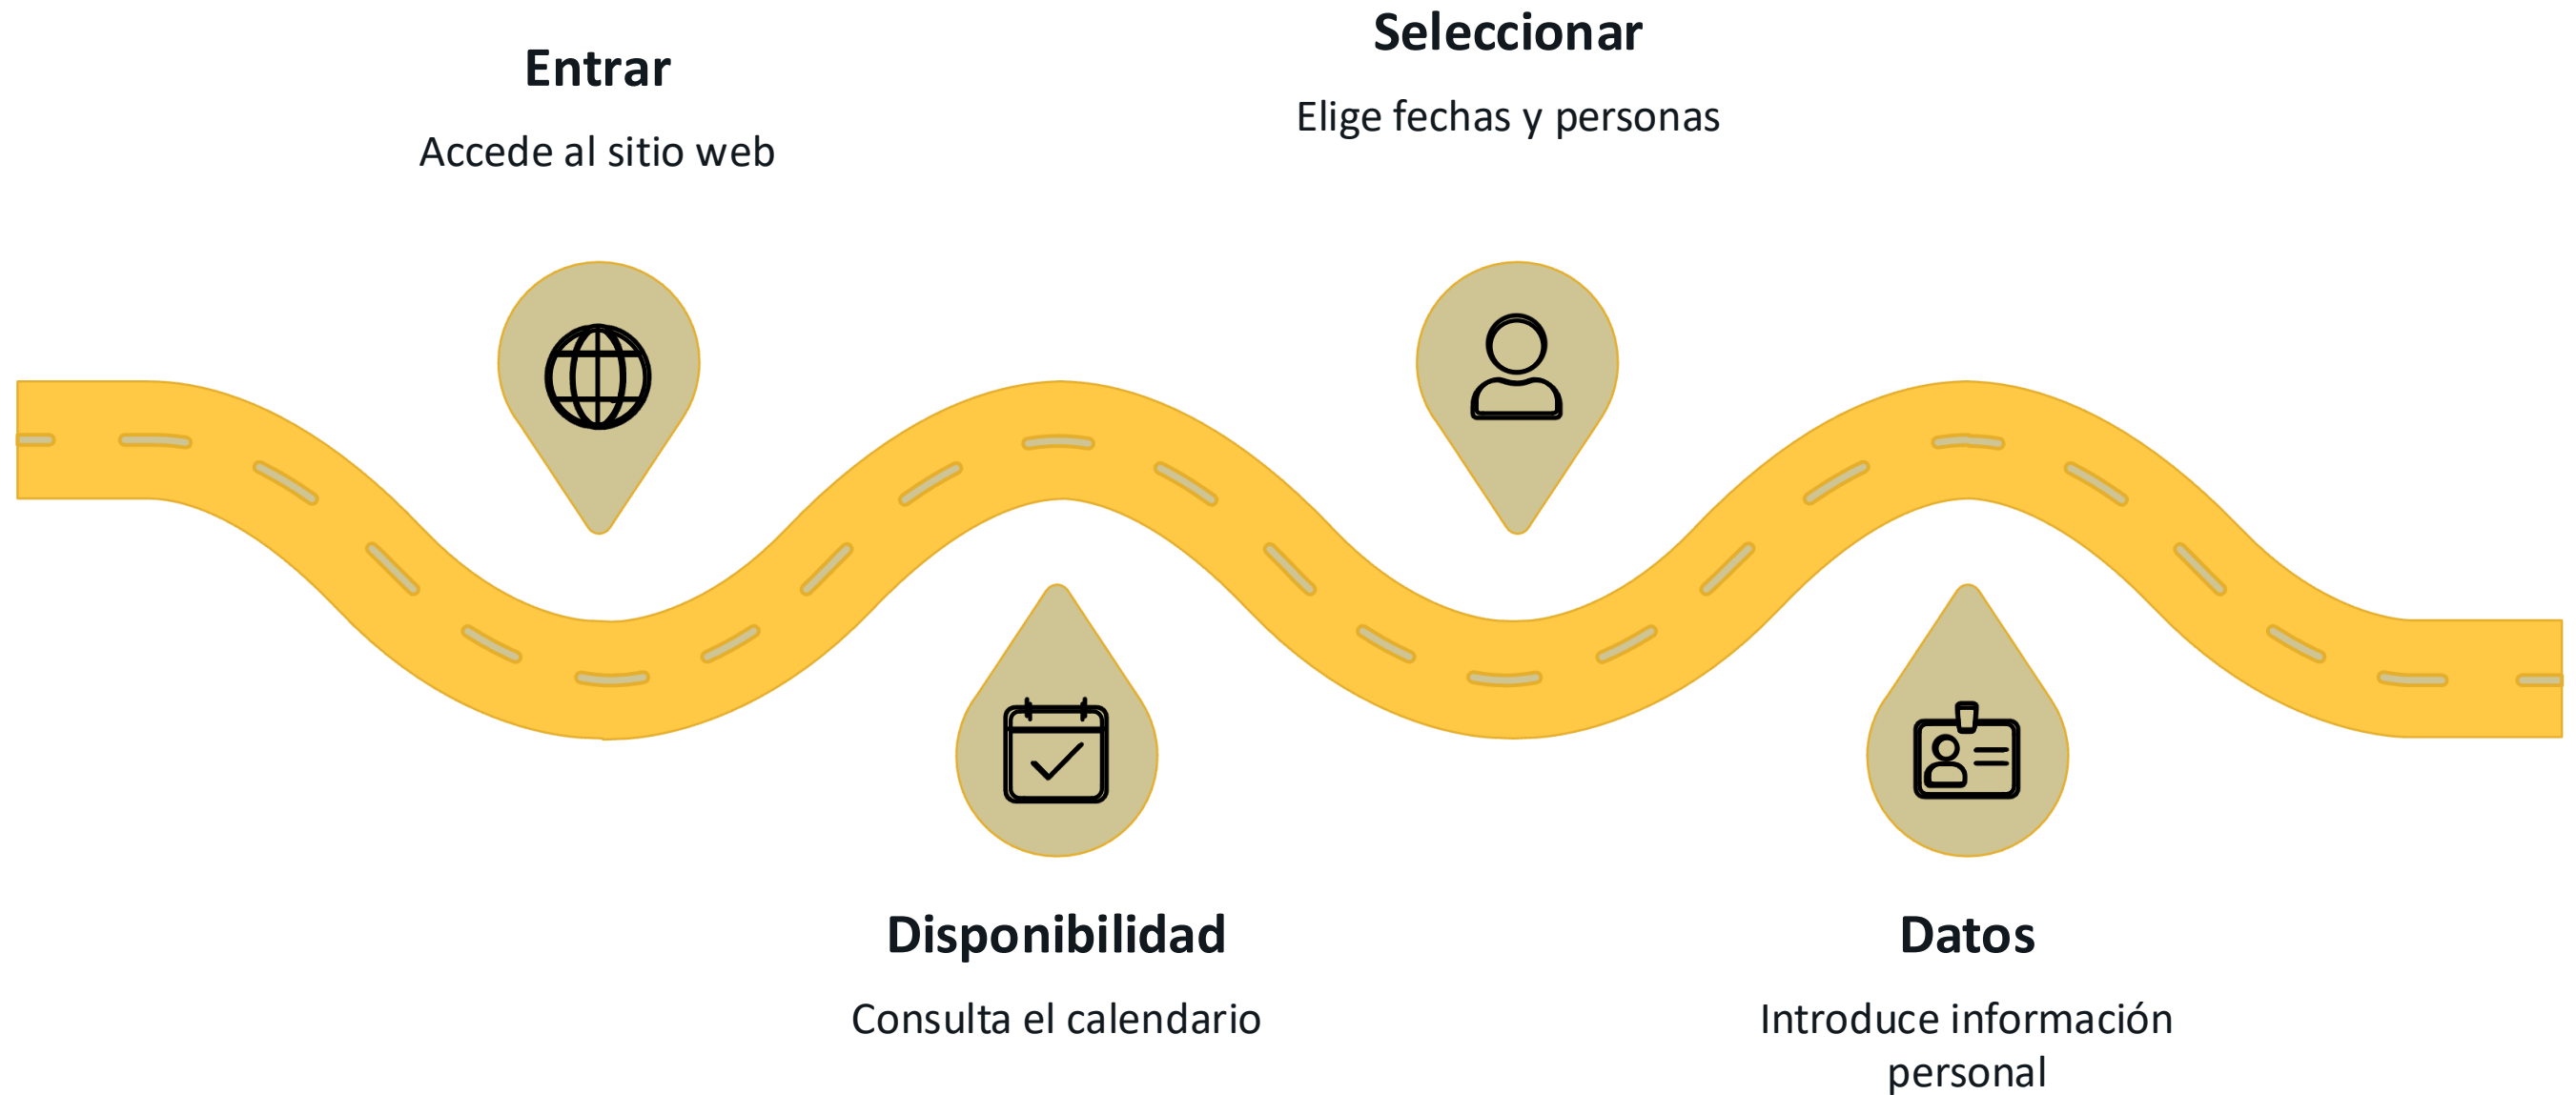 Entrar
Accede al sitio web
Disponibilidad
Consulta el calendario
Seleccionar
Elige fechas y personas
Datos
Introduce información
personal